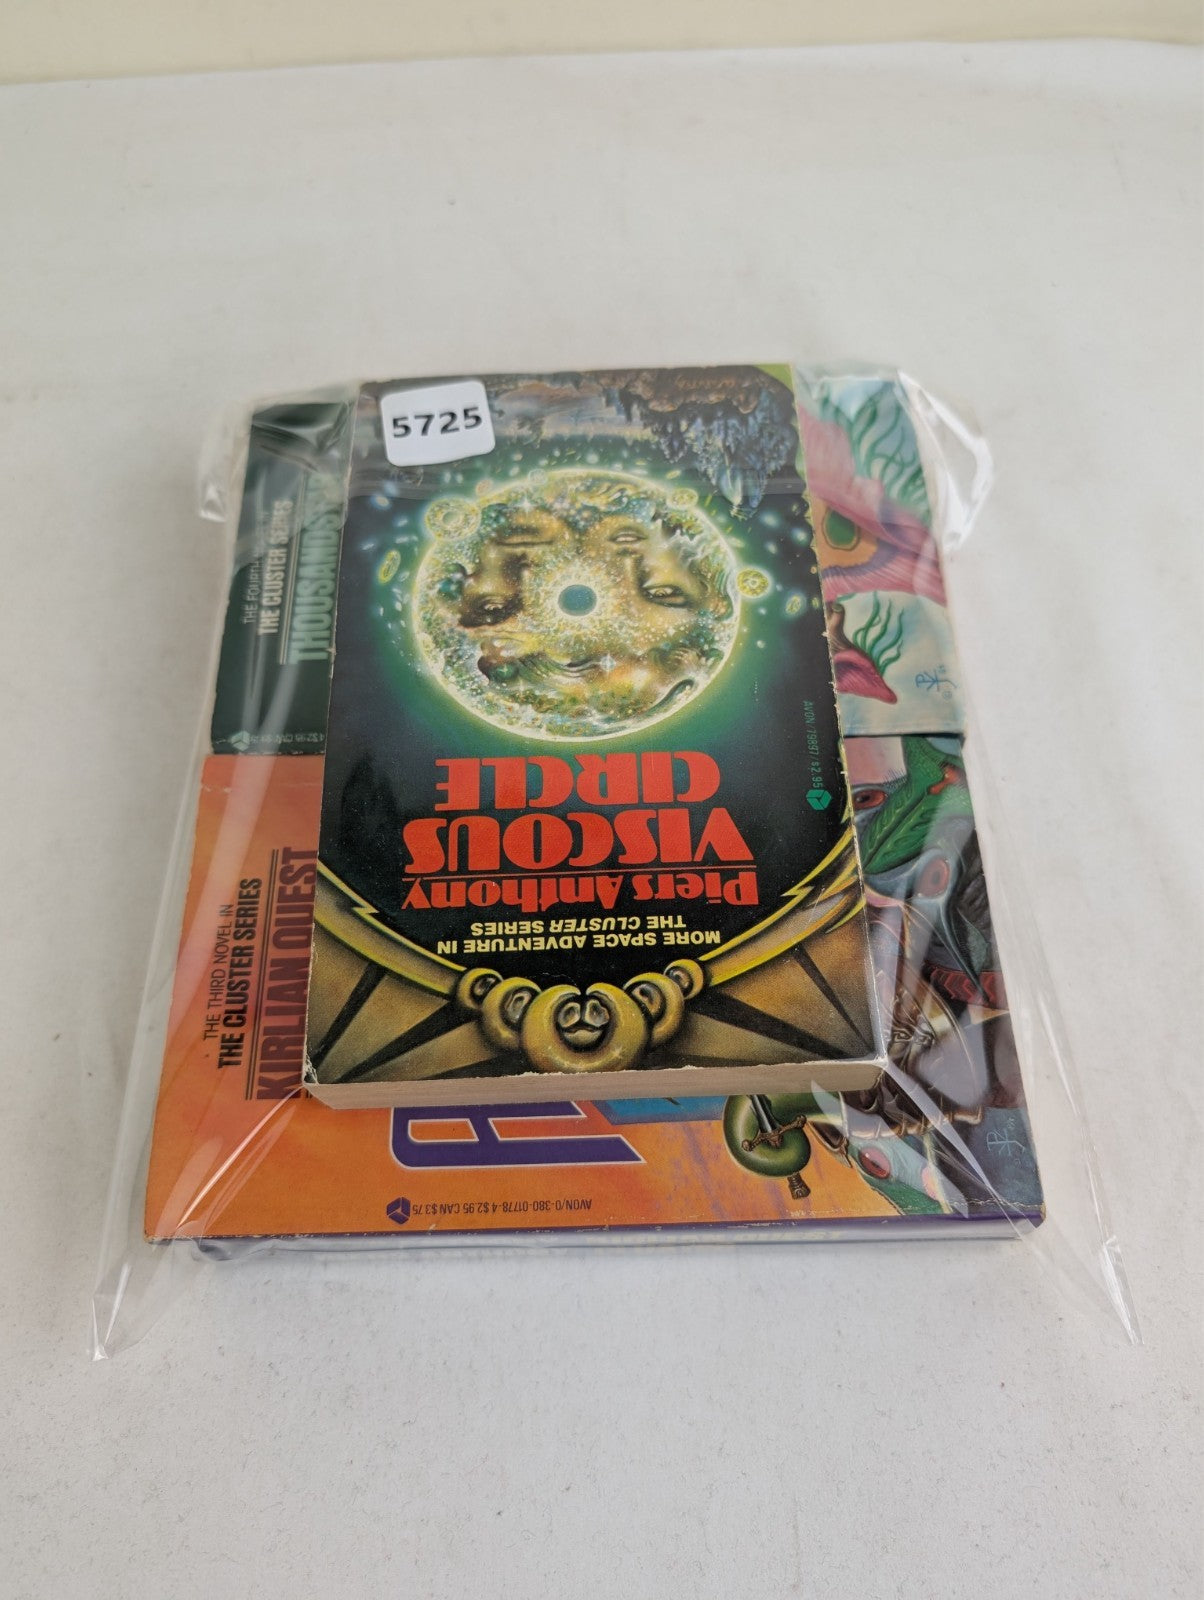 5725
MORE SPACE ADVENTURE IN
THE CLUSTER SERIES
Piers Anthony
VISCOUS
CIRCLE
AVON/79897/$2.95
THE FOURTH
THE CLUSTER SERIES
THOUSANDST
THE THIRD NOVEL IN
THE CLUSTER SERIES
KIRLIAN QUEST
AVON/0-380-01778-4 $2.95 CAN $3.75